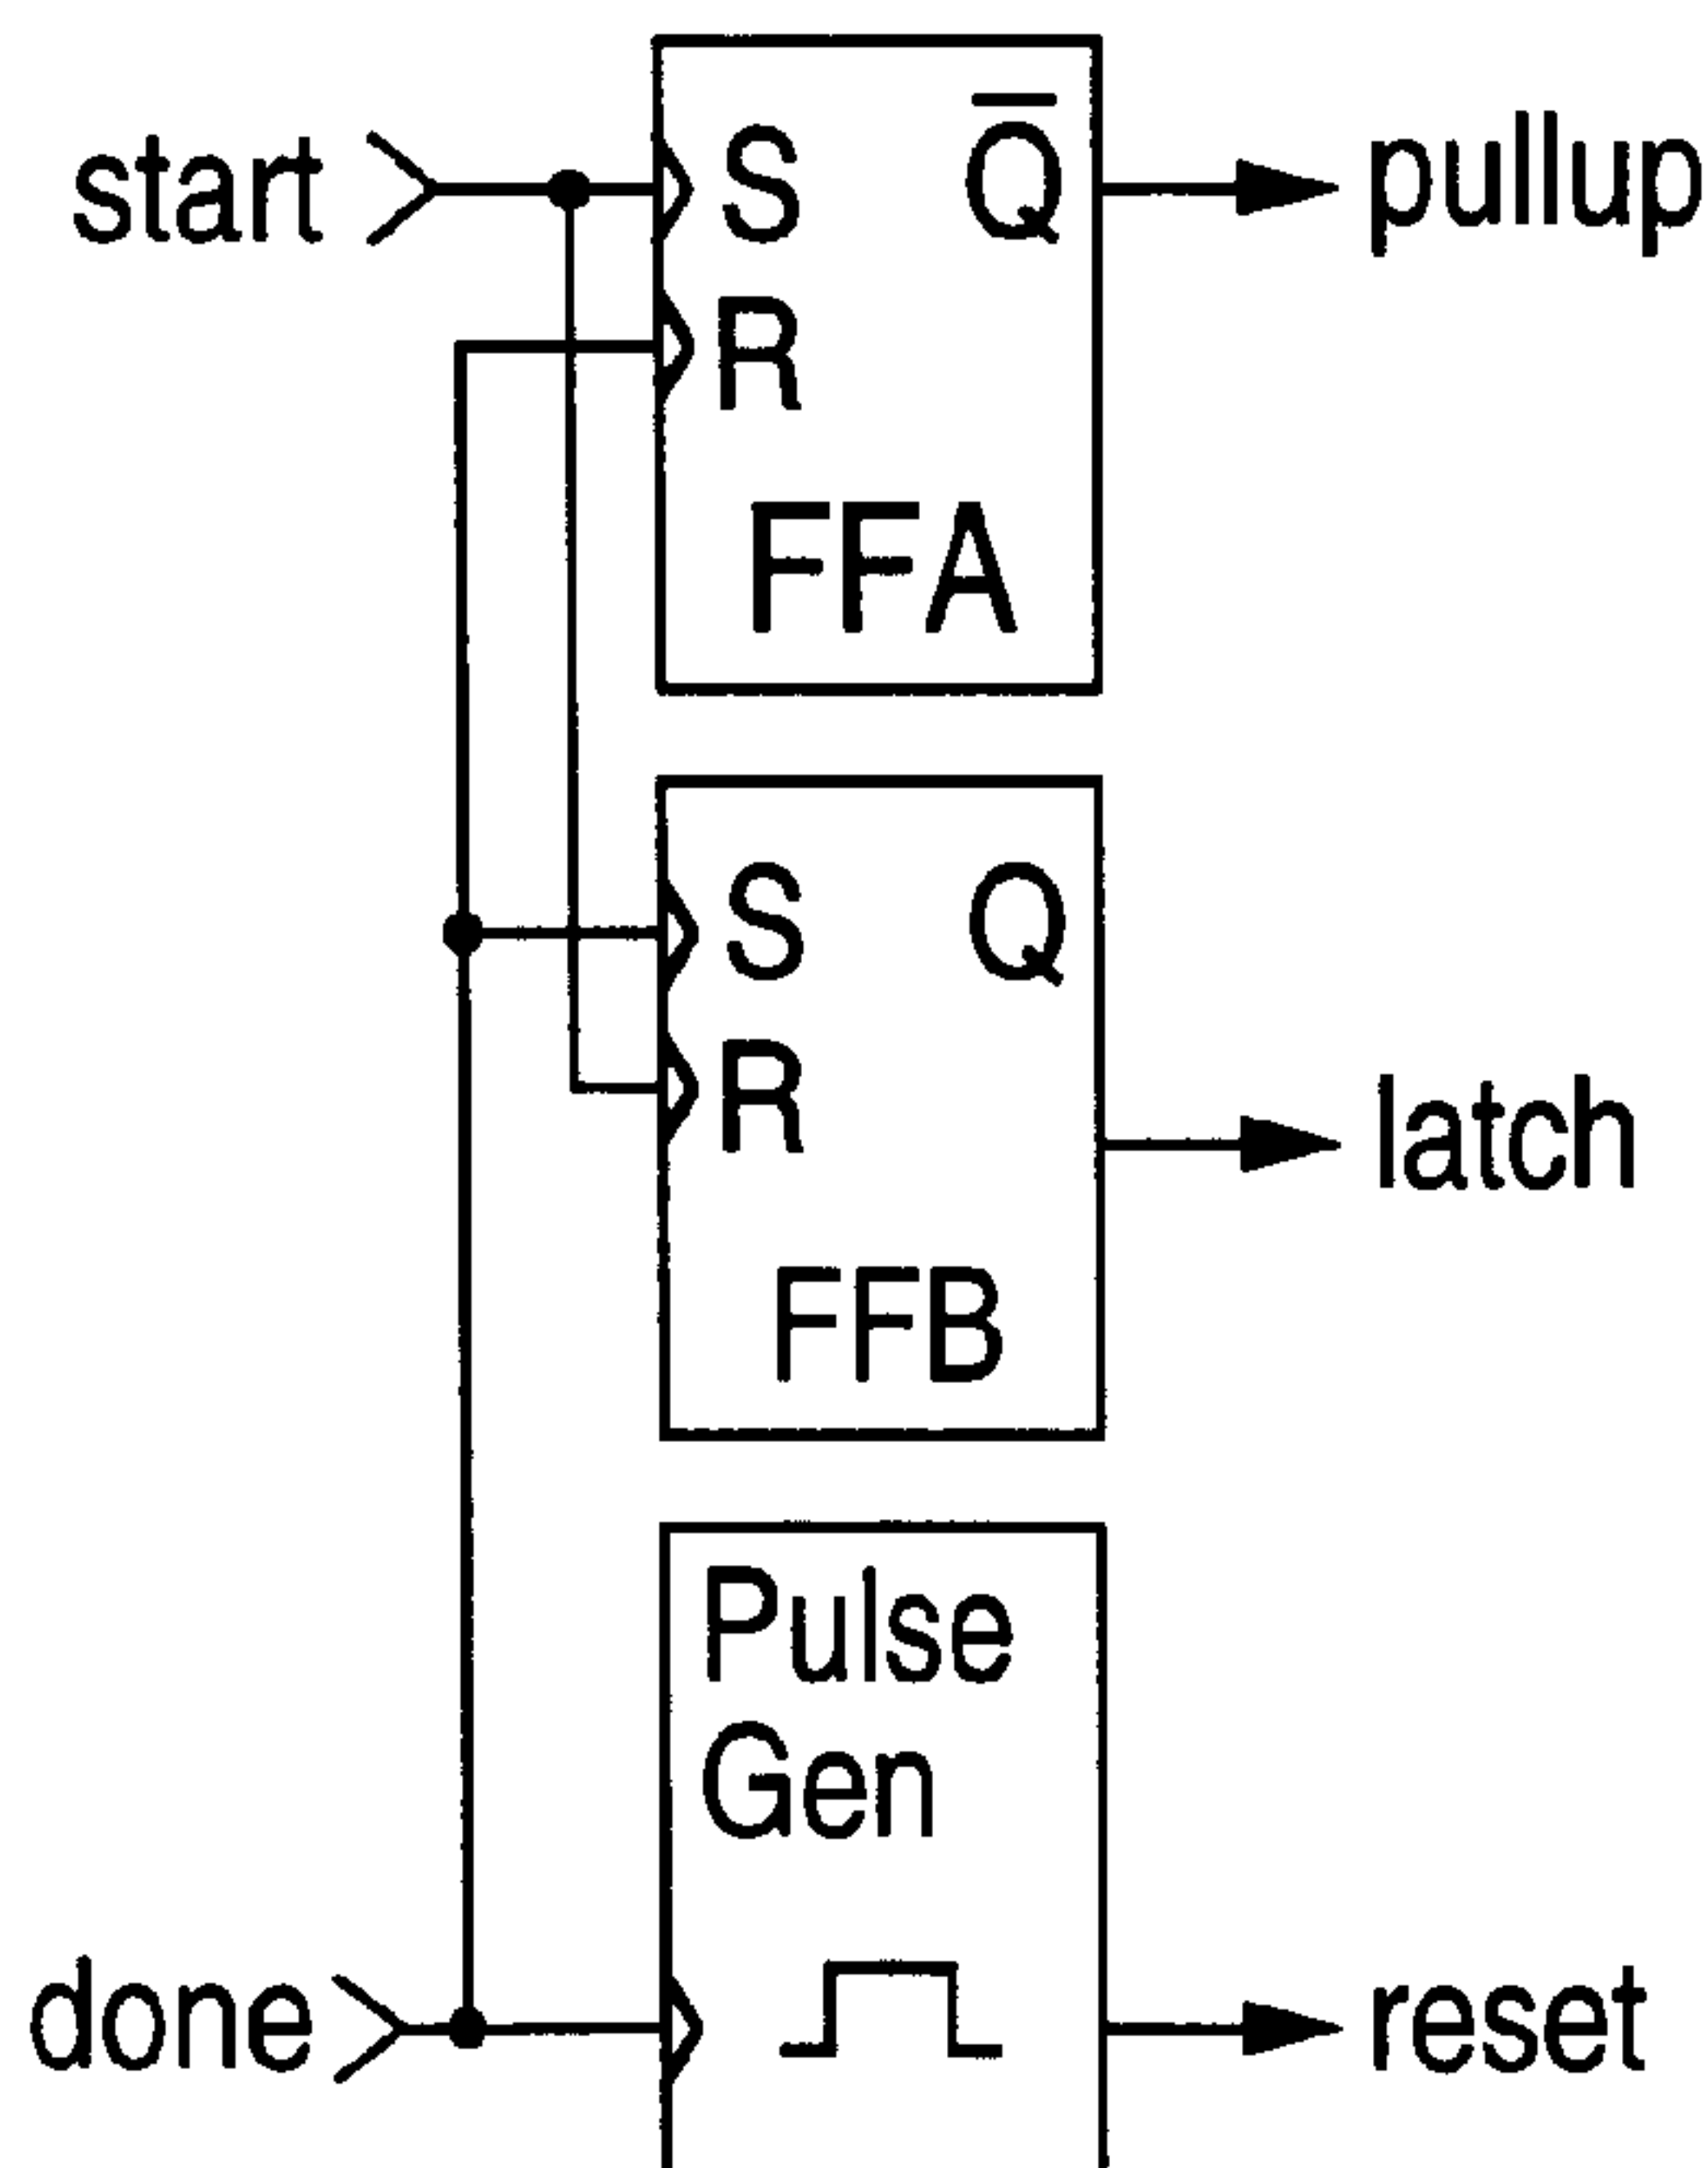 start S Q̅ pullup
R
FFA
S Q
R
latch
FFB
Pulse
Gen
done reset